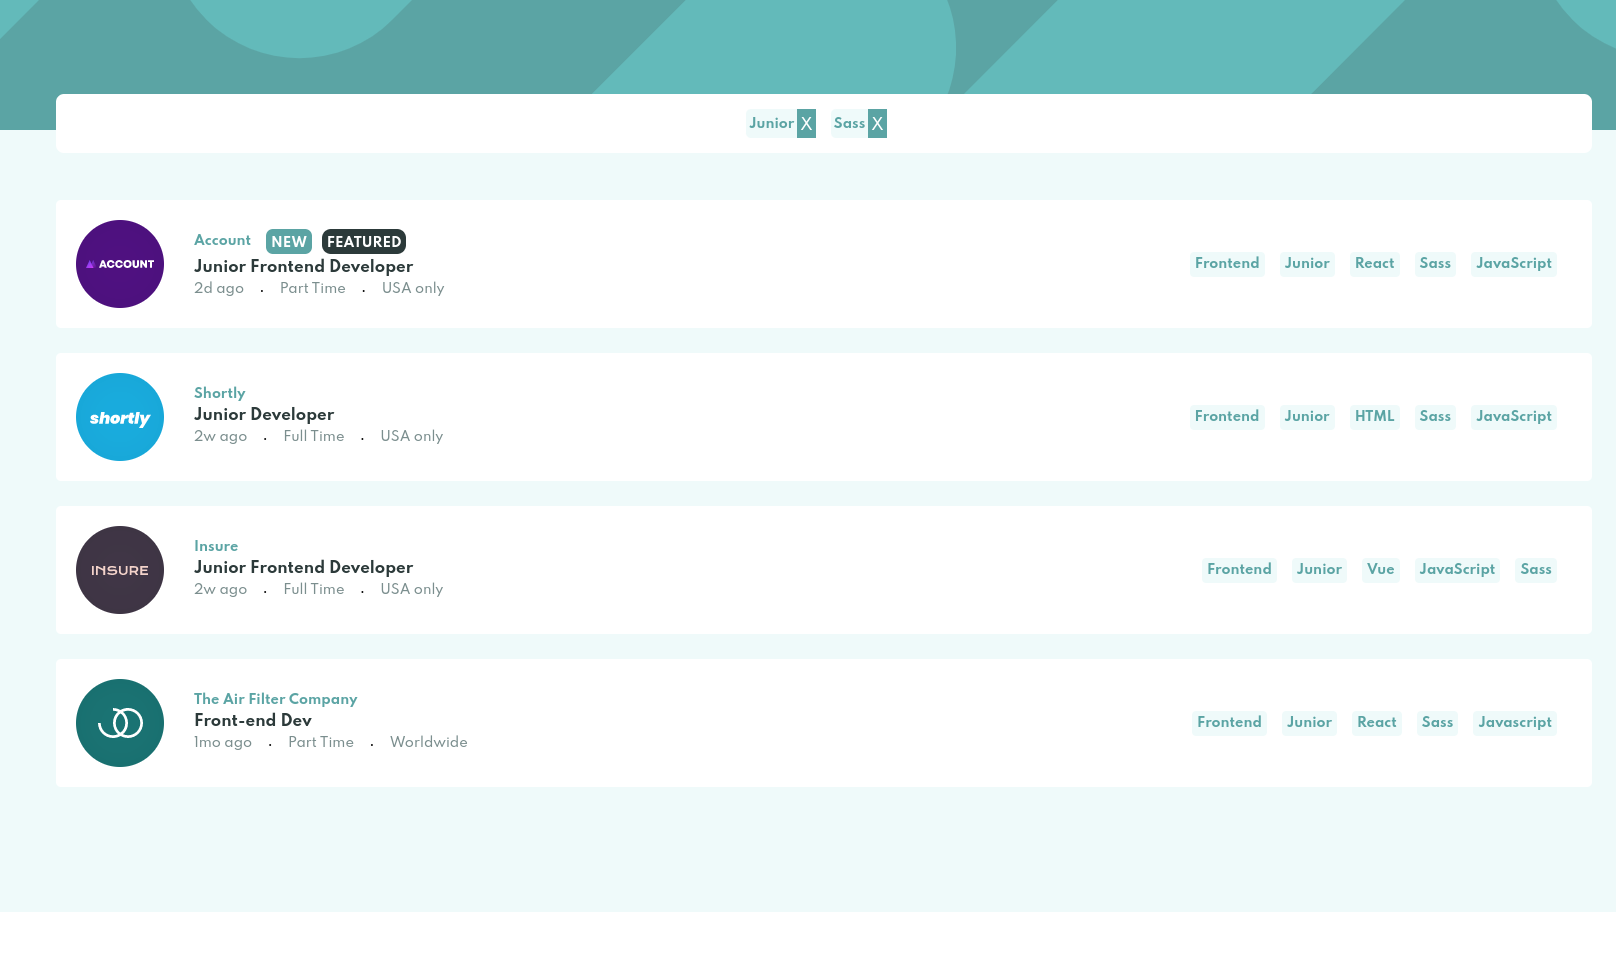 Junior X Sass X
Account NEW FEATURED
ACCOUNT
Junior Frontend Developer
2d ago . Part Time . USA only
Frontend Junior React Sass JavaScript
Shortly
shortly
Junior Developer
2w ago . Full Time . USA only
Frontend Junior HTML Sass JavaScript
Insure
INSURE
Junior Frontend Developer
2w ago . Full Time . USA only
Frontend Junior Vue JavaScript Sass
The Air Filter Company
Front-end Dev
1mo ago . Part Time . Worldwide
Frontend Junior React Sass Javascript